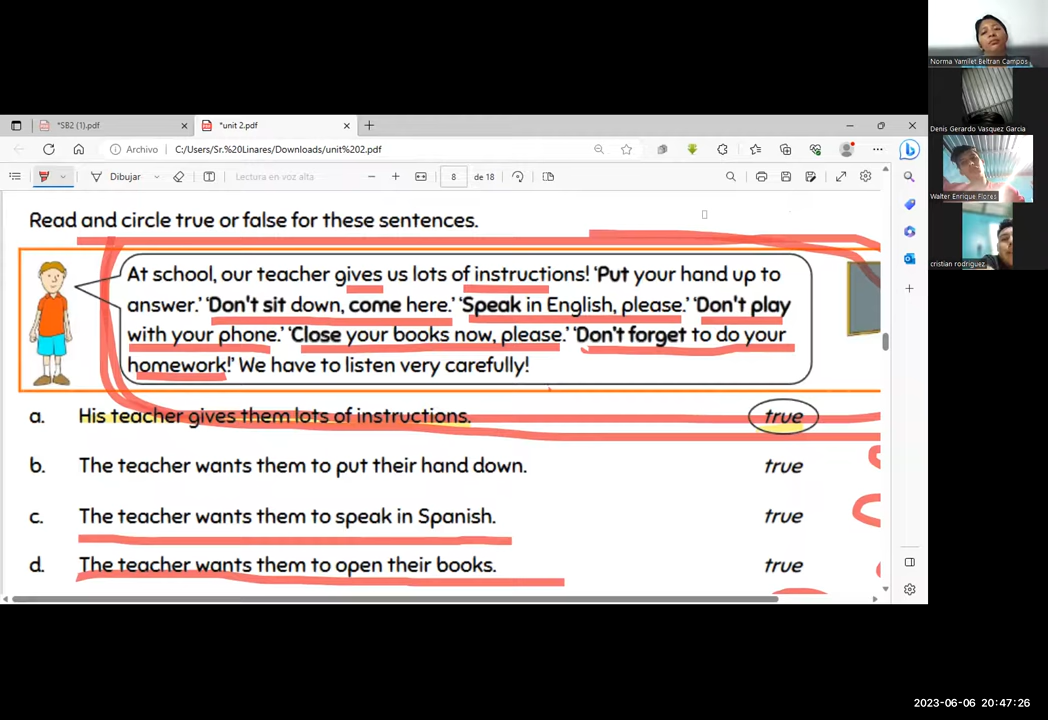 Norma Yamilet Beltran Campos
*SB2 (1).pdf
*unit 2.pdf
Denis Gerardo Vasquez Garcia
Archivo
C:/Users/Sr.%20Linares/Downloads/unit%202.pdf
Dibujar
Lectura en voz alta
8
de 18
Walter Enrique Flores
Read and circle true or false for these sentences.
cristian rodriguez
At school, our teacher gives us lots of instructions! 'Put your hand up to
answer.' 'Don't sit down, come here.' 'Speak in English, please.' 'Don't play
with your phone.' 'Close your books now, please.' 'Don't forget to do your
homework!' We have to listen very carefully!
a. His teacher gives them lots of instructions. true
b. The teacher wants them to put their hand down. true
c. The teacher wants them to speak in Spanish. true
d. The teacher wants them to open their books. true
2023-06-06 20:47:26